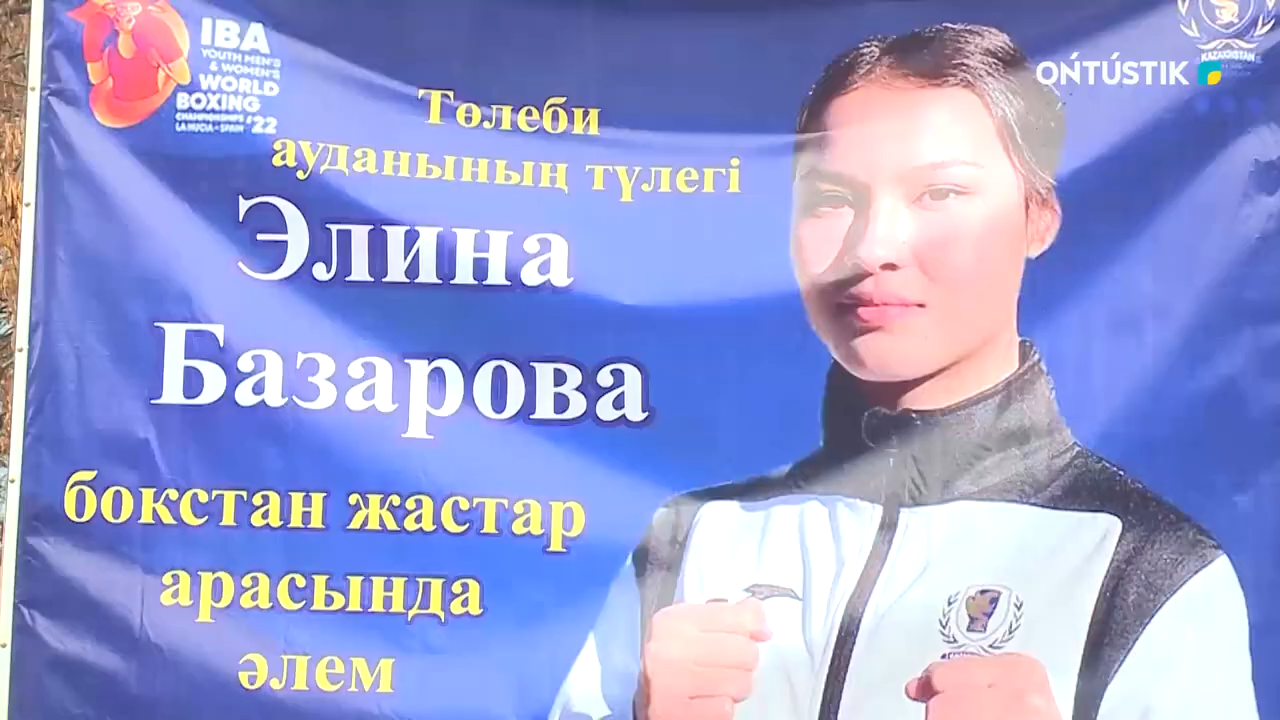 IBA
YOUTH MEN'S
& WOMEN'S
WORLD
BOXING
CHAMPIONSHIPS
LA NUCIA - SPAIN '22
KAZAKHSTAN
OŃTÚSTIK
Төлеби
ауданының түлегі
Элина
Базарова
бокстан жастар
арасында
әлем